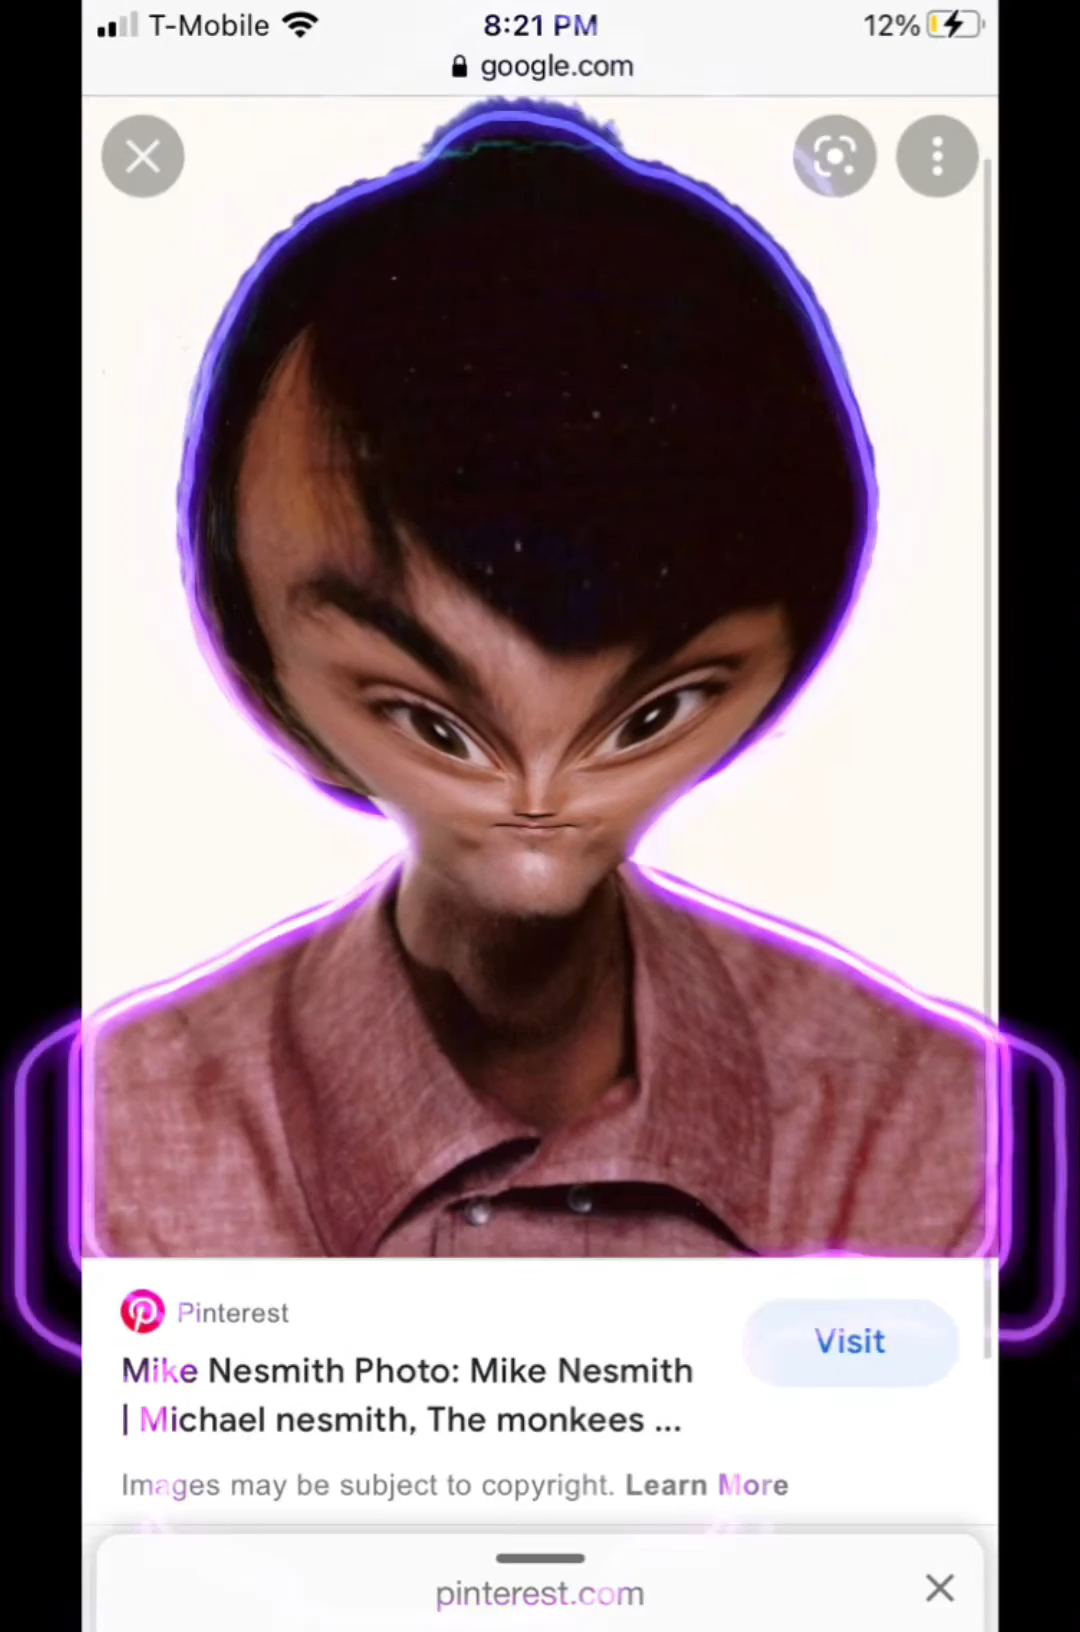 T-Mobile 8:21 PM 12%
google.com
Pinterest
Visit
Mike Nesmith Photo: Mike Nesmith
| Michael nesmith, The monkees ...
Images may be subject to copyright. Learn More
pinterest.com